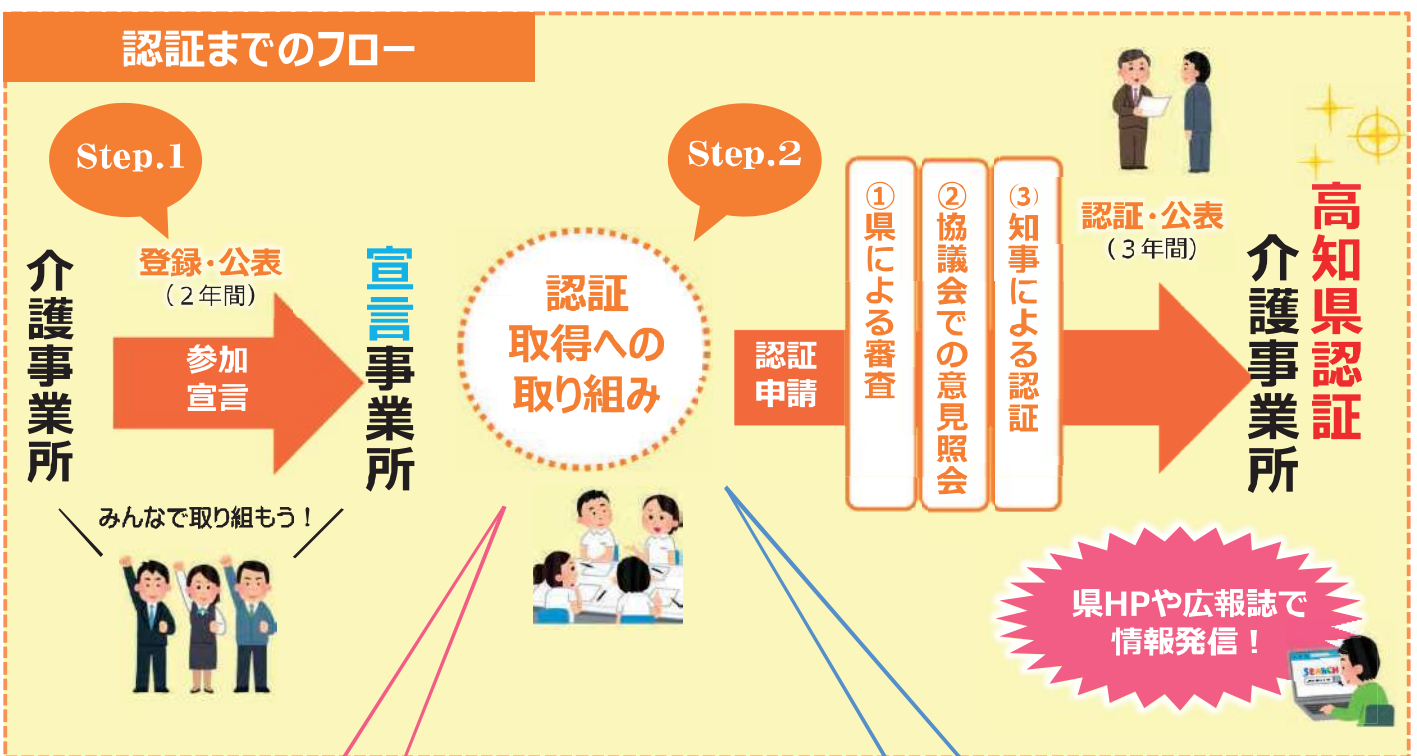 認証までのフロー
Step.1
介護事業所
登録・公表
（２年間）
参加
宣言
宣言事業所
みんなで取り組もう！
認証
取得への
取り組み
Step.2
認証
申請
①県による審査
②協議会での意見照会
⑶知事による認証
認証・公表
（３年間）
高知県認証
介護事業所
県HPや広報誌で
情報発信！
SEARCH